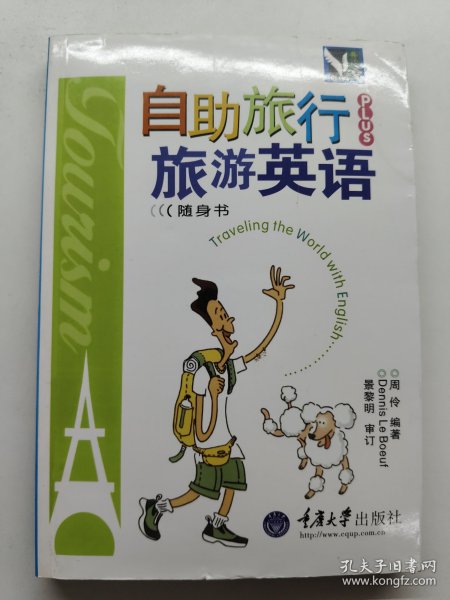 Tourism
自助旅行
PLUS
旅游英语
(((随身书
Traveling the World with English......
◎周伶 编著
◎Dennis Le Boeuf
景黎明 审订
重庆大学出版社
http://www.cqup.com.cn
孔夫子旧书网
www.kongfz.com